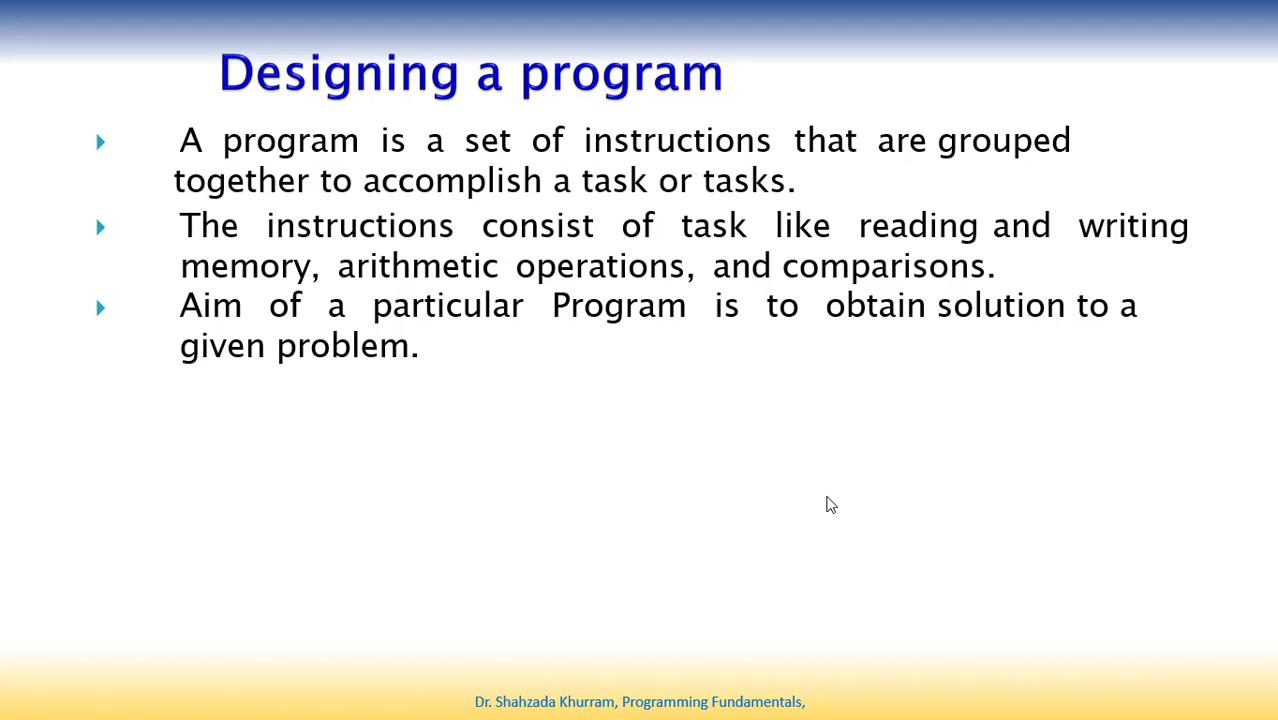 Designing a program
A program is a set of instructions that are grouped
together to accomplish a task or tasks.
The instructions consist of task like reading and writing
memory, arithmetic operations, and comparisons.
Aim of a particular Program is to obtain solution to a
given problem.
Dr. Shahzada Khurram, Programming Fundamentals,